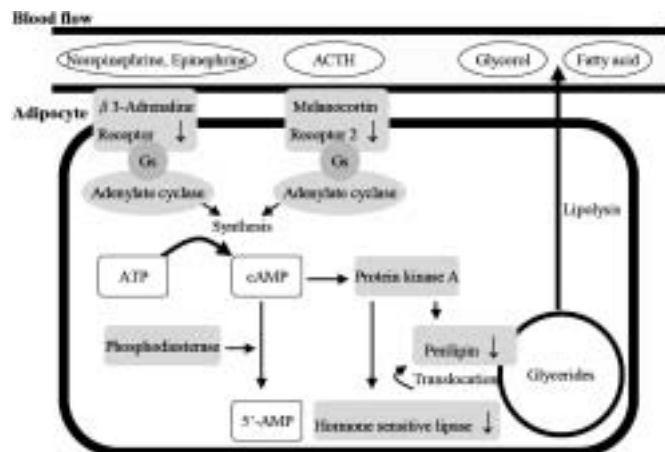 Blood flow
Norepinephrine, Epinephrine
ACTH
Glycerol
Fatty acid
Adipocyte
β 3-Adrenaline
Receptor ↓
Melanocortin
Receptor 2 ↓
Gs
Gs
Adenylate cyclase
Adenylate cyclase
Synthesis
Lipolysis
ATP
cAMP
Protein kinase A
Phosphodiesterase
Perilipin ↓
Translocation
Glycerides
5'-AMP
Hormone sensitive lipase ↓